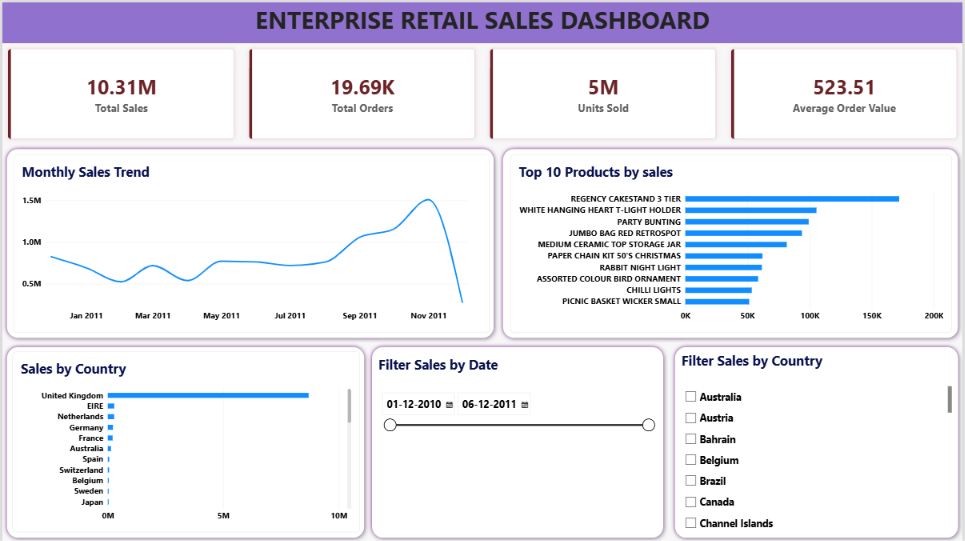 ENTERPRISE RETAIL SALES DASHBOARD
10.31M
Total Sales
19.69K
Total Orders
5M
Units Sold
523.51
Average Order Value
Monthly Sales Trend
1.5M
1.0M
0.5M
Jan 2011 Mar 2011 May 2011 Jul 2011 Sep 2011 Nov 2011
Top 10 Products by sales
REGENCY CAKESTAND 3 TIER
WHITE HANGING HEART T-LIGHT HOLDER
PARTY BUNTING
JUMBO BAG RED RETROSPOT
MEDIUM CERAMIC TOP STORAGE JAR
PAPER CHAIN KIT 50'S CHRISTMAS
RABBIT NIGHT LIGHT
ASSORTED COLOUR BIRD ORNAMENT
CHILLI LIGHTS
PICNIC BASKET WICKER SMALL
0K 50K 100K 150K 200K
Sales by Country
United Kingdom
EIRE
Netherlands
Germany
France
Australia
Spain
Switzerland
Belgium
Sweden
Japan
0M 5M 10M
Filter Sales by Date
01-12-2010 06-12-2011
Filter Sales by Country
Australia
Austria
Bahrain
Belgium
Brazil
Canada
Channel Islands